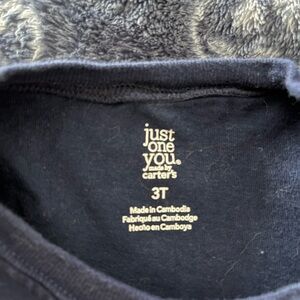 just
one
you®
made by
carter's
3T
Made in Cambodia
Fabriqué au Cambodge
Hecho en Camboya